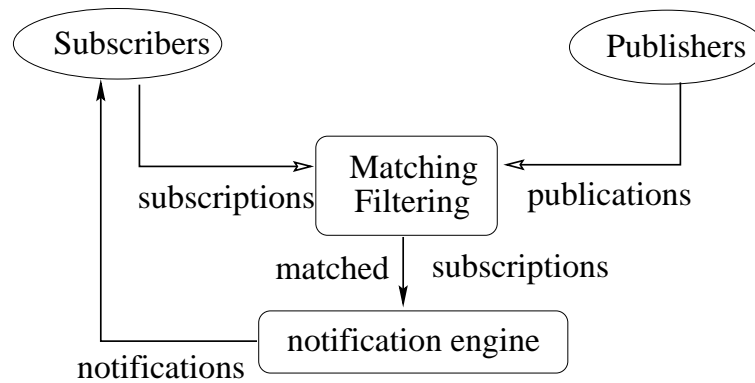 Subscribers
Publishers
Matching
Filtering
subscriptions
publications
matched subscriptions
notification engine
notifications